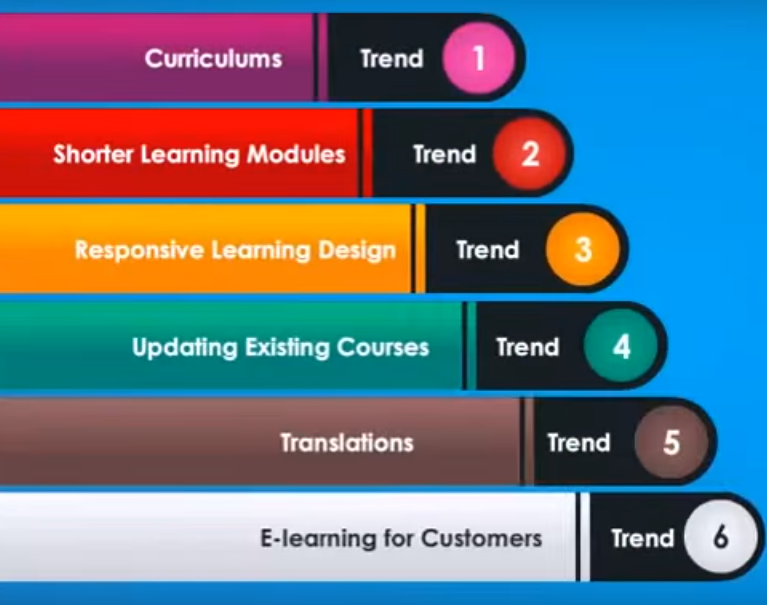 Curriculums Trend 1
Shorter Learning Modules Trend 2
Responsive Learning Design Trend 3
Updating Existing Courses Trend 4
Translations Trend 5
E-learning for Customers Trend 6